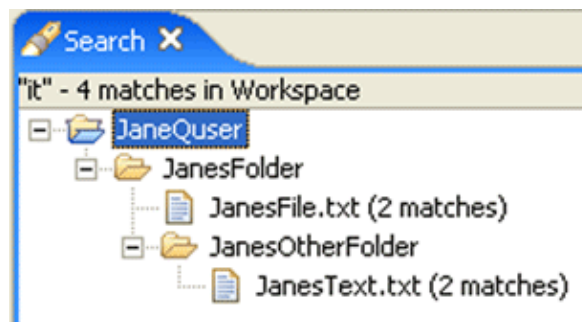 Search
"it" - 4 matches in Workspace
JaneQuser
JanesFolder
JanesFile.txt (2 matches)
JanesOtherFolder
JanesText.txt (2 matches)